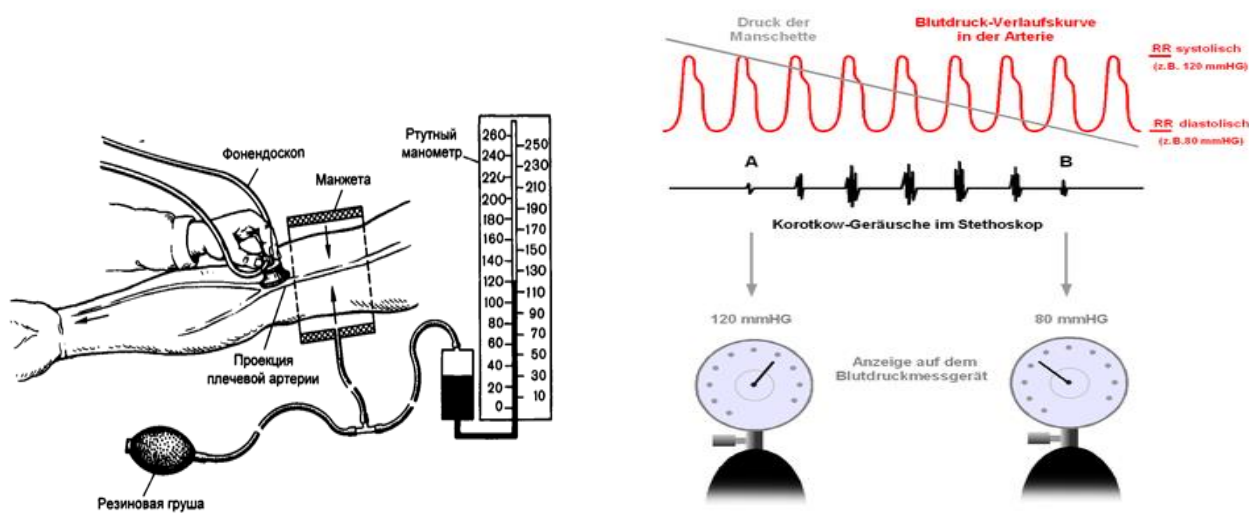 Фонендоскоп
Манжета
Ртутный
манометр
260
240
220
200
180
160
140
120
100
80
60
40
20
0
250
230
210
190
170
150
130
110
90
70
50
30
10
Проекция
плечевой артерии
Резиновая груша
Druck der
Manschette
Blutdruck-Verlaufskurve
in der Arterie
RR systolisch
(z.B. 120 mmHG)
RR diastolisch
(z.B.80 mmHG)
A
B
Korotkow-Geräusche im Stethoskop
120 mmHG
80 mmHG
Anzeige auf dem
Blutdruckmessgerät